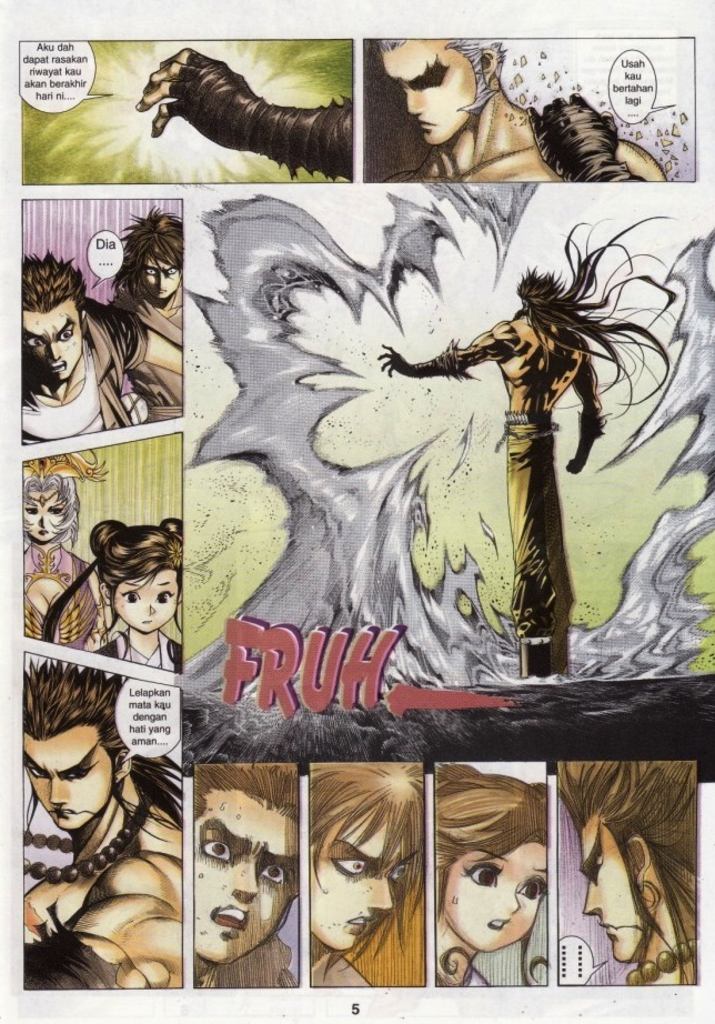 Aku dah
dapat rasakan
riwayat kau
akan berakhir
hari ni....
Usah
kau
bertahan
lagi
....
Dia
....
FRUH
Lelapkan
mata kau
dengan
hati yang
aman....
5